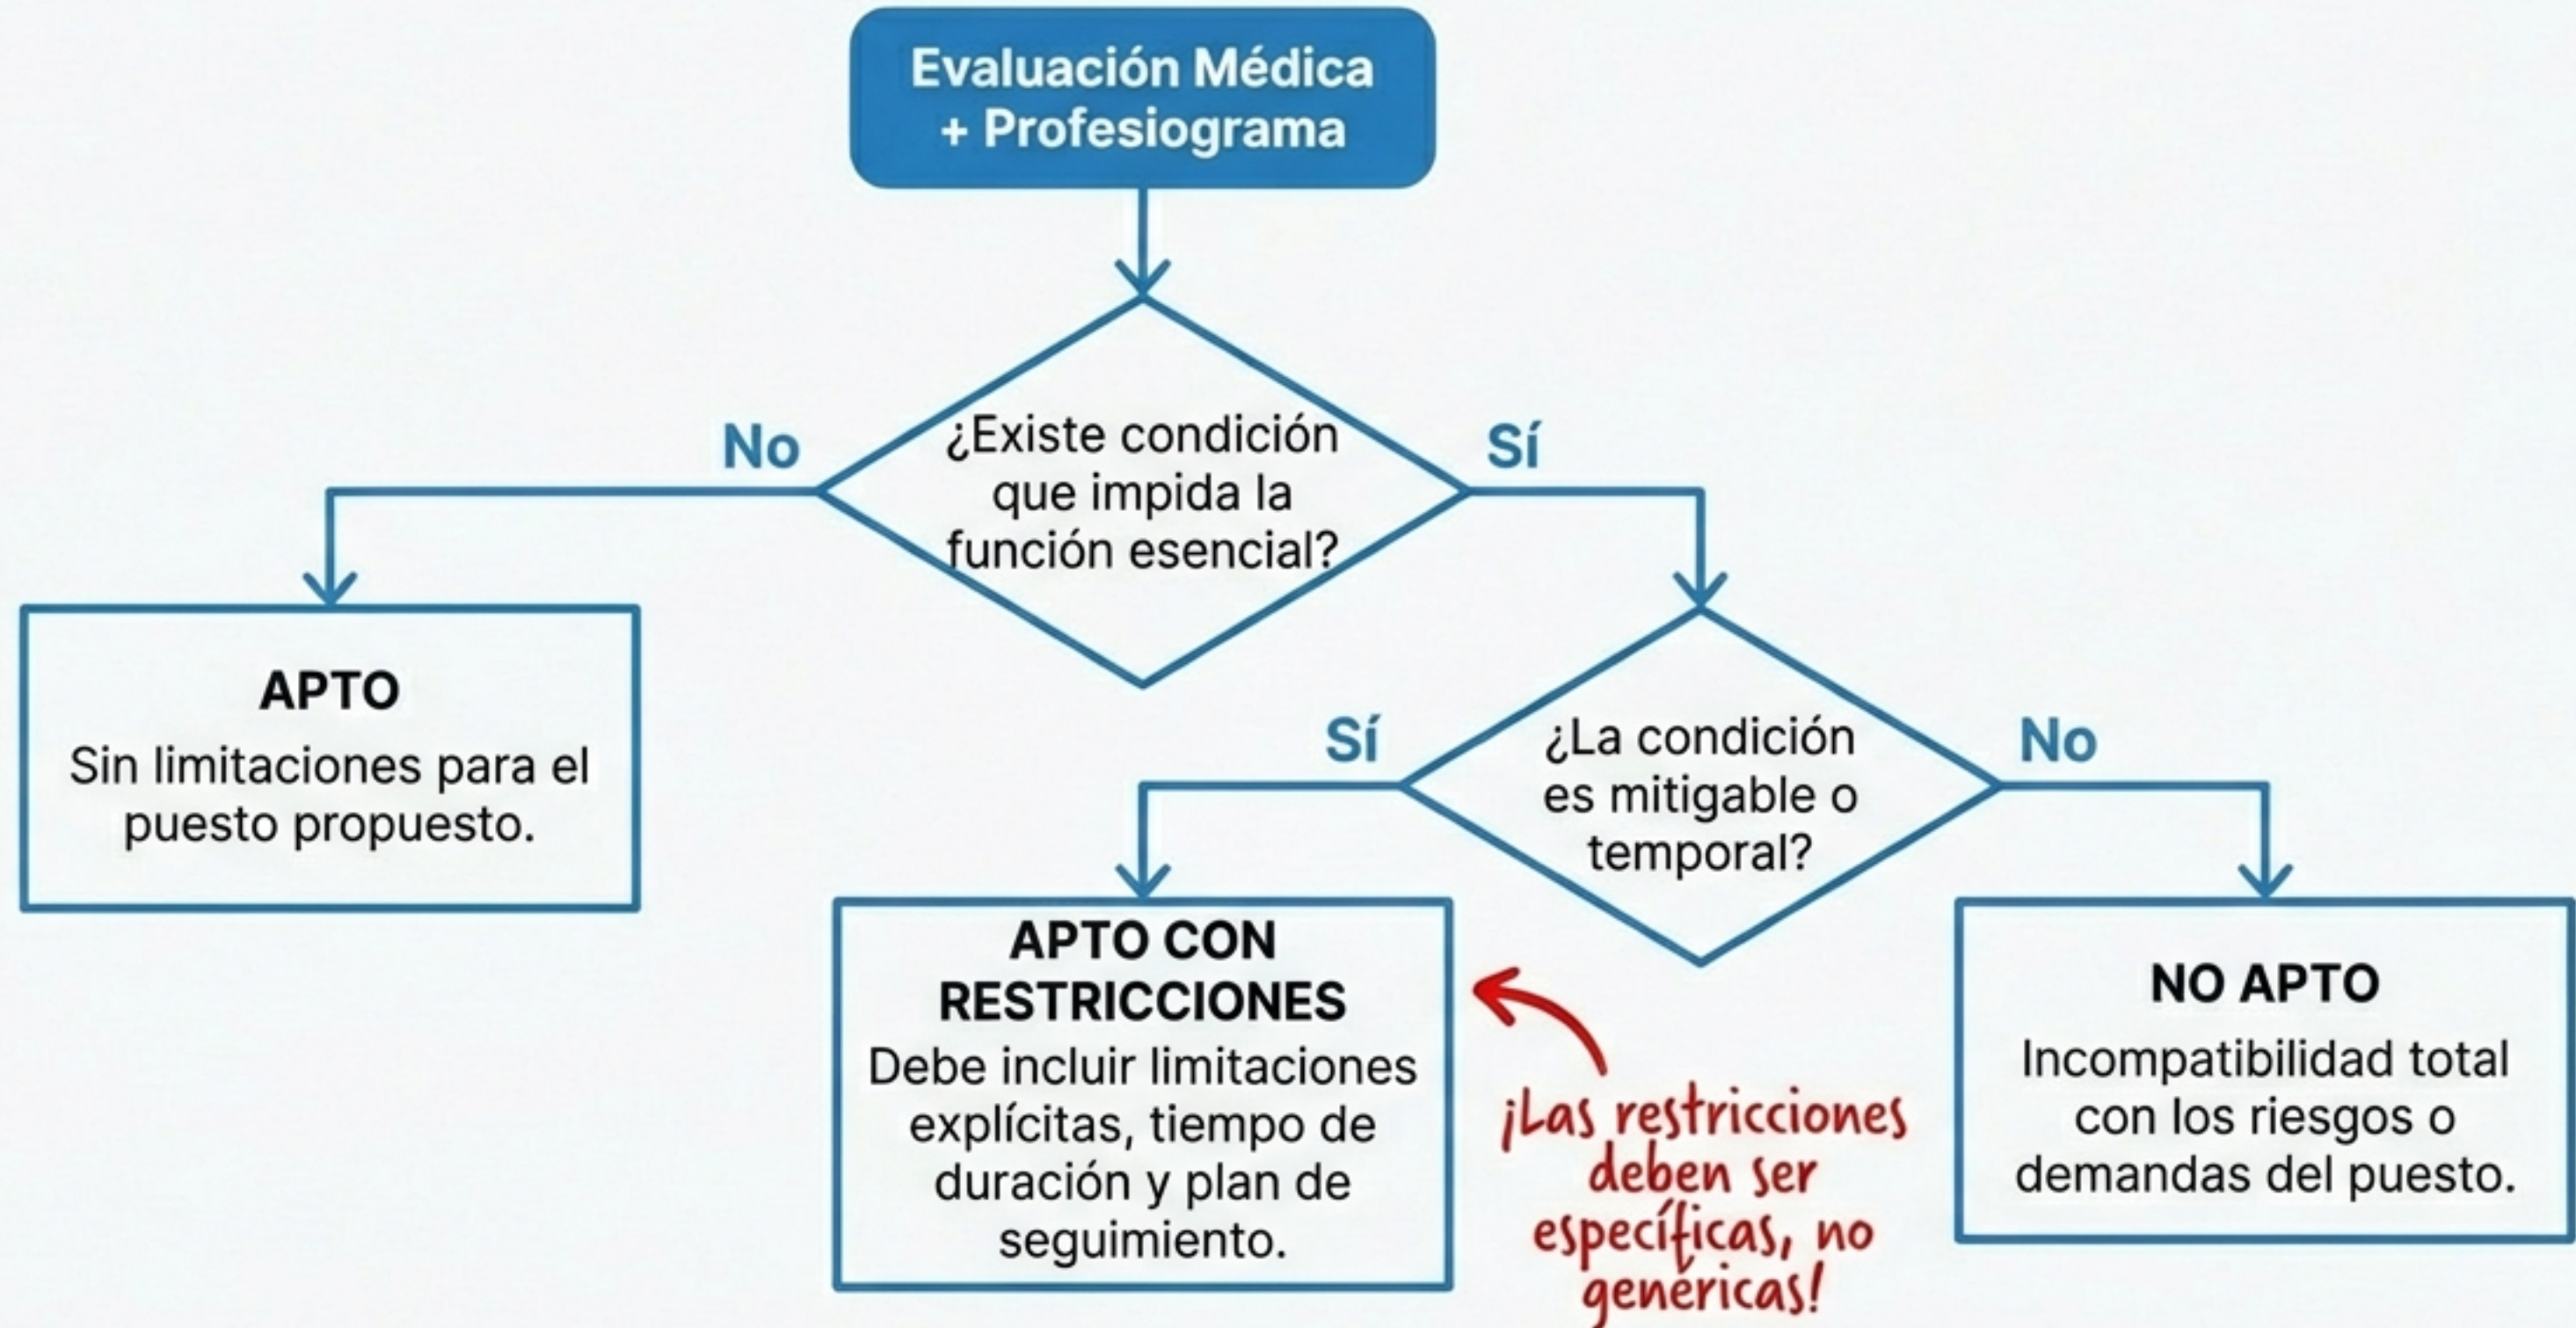 Evaluación Médica
+ Profesiograma
No
¿Existe condición
que impida la
función esencial?
Sí
APTO
Sin limitaciones para el
puesto propuesto.
Sí
¿La condición
es mitigable o
temporal?
No
APTO CON
RESTRICCIONES
Debe incluir limitaciones
explícitas, tiempo de
duración y plan de
seguimiento.
¡Las restricciones
deben ser
específicas, no
genéricas!
NO APTO
Incompatibilidad total
con los riesgos o
demandas del puesto.